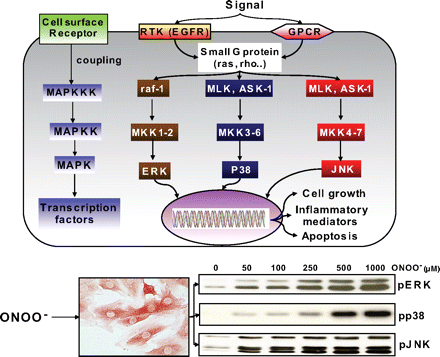 Signal
Cell surface
Receptor
RTK (EGFR)
GPCR
coupling
Small G protein
(ras, rho..)
MAPKKK
raf-1
MLK, ASK-1
MLK, ASK-1
MAPKK
MKK1-2
MKK3-6
MKK4-7
MAPK
ERK
P38
JNK
Transcription
factors
Cell growth
Inflammatory
mediators
Apoptosis
0 50 100 250 500 1000 ONOO⁻(μM)
pERK
ONOO⁻
pp38
pJNK